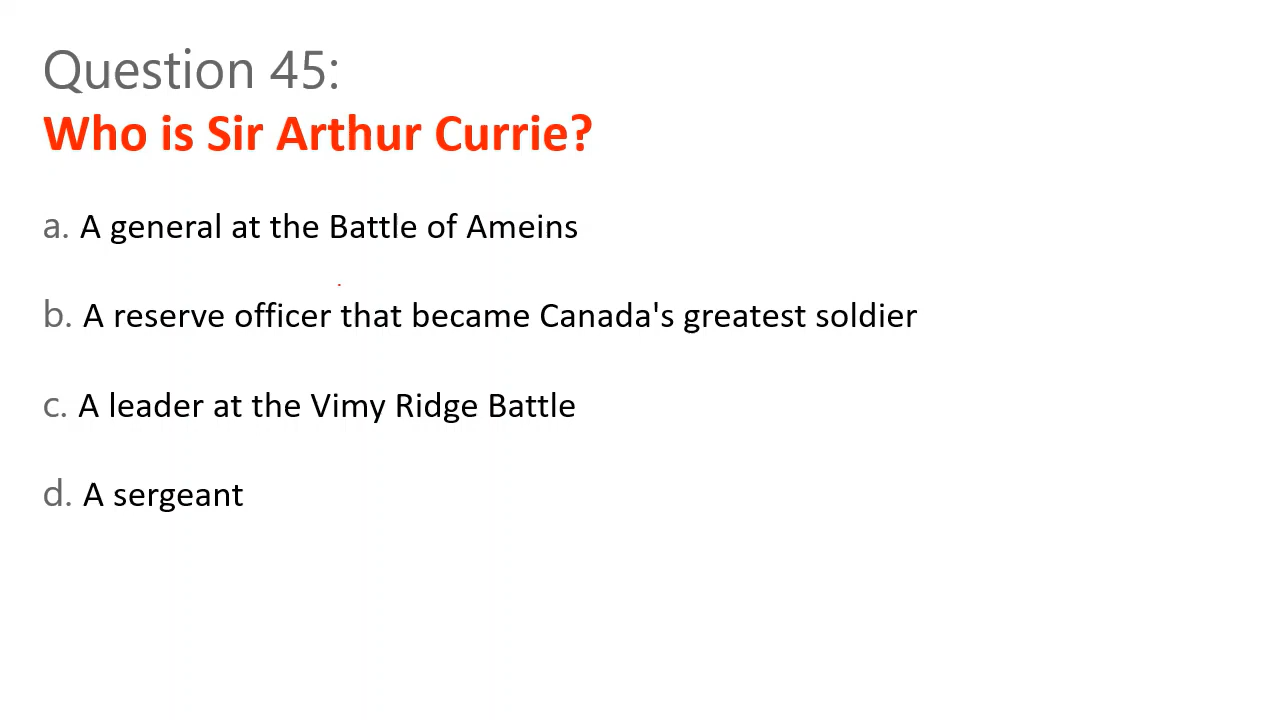 Question 45:
Who is Sir Arthur Currie?
a. A general at the Battle of Ameins
b. A reserve officer that became Canada's greatest soldier
c. A leader at the Vimy Ridge Battle
d. A sergeant